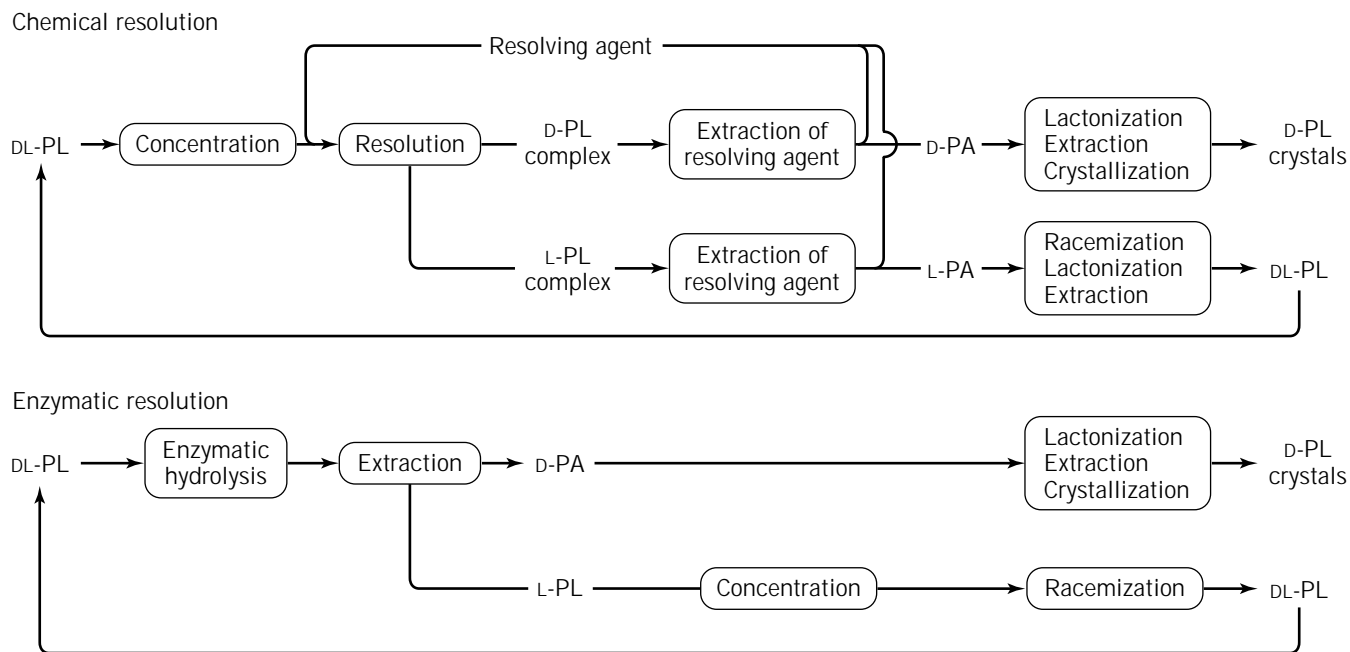 Chemical resolution
Resolving agent
DL-PL
Concentration
Resolution
D-PL
complex
Extraction of
resolving agent
D-PA
Lactonization
Extraction
Crystallization
D-PL
crystals
L-PL
complex
Extraction of
resolving agent
L-PA
Racemization
Lactonization
Extraction
DL-PL
Enzymatic resolution
DL-PL
Enzymatic
hydrolysis
Extraction
D-PA
Lactonization
Extraction
Crystallization
D-PL
crystals
L-PL
Concentration
Racemization
DL-PL